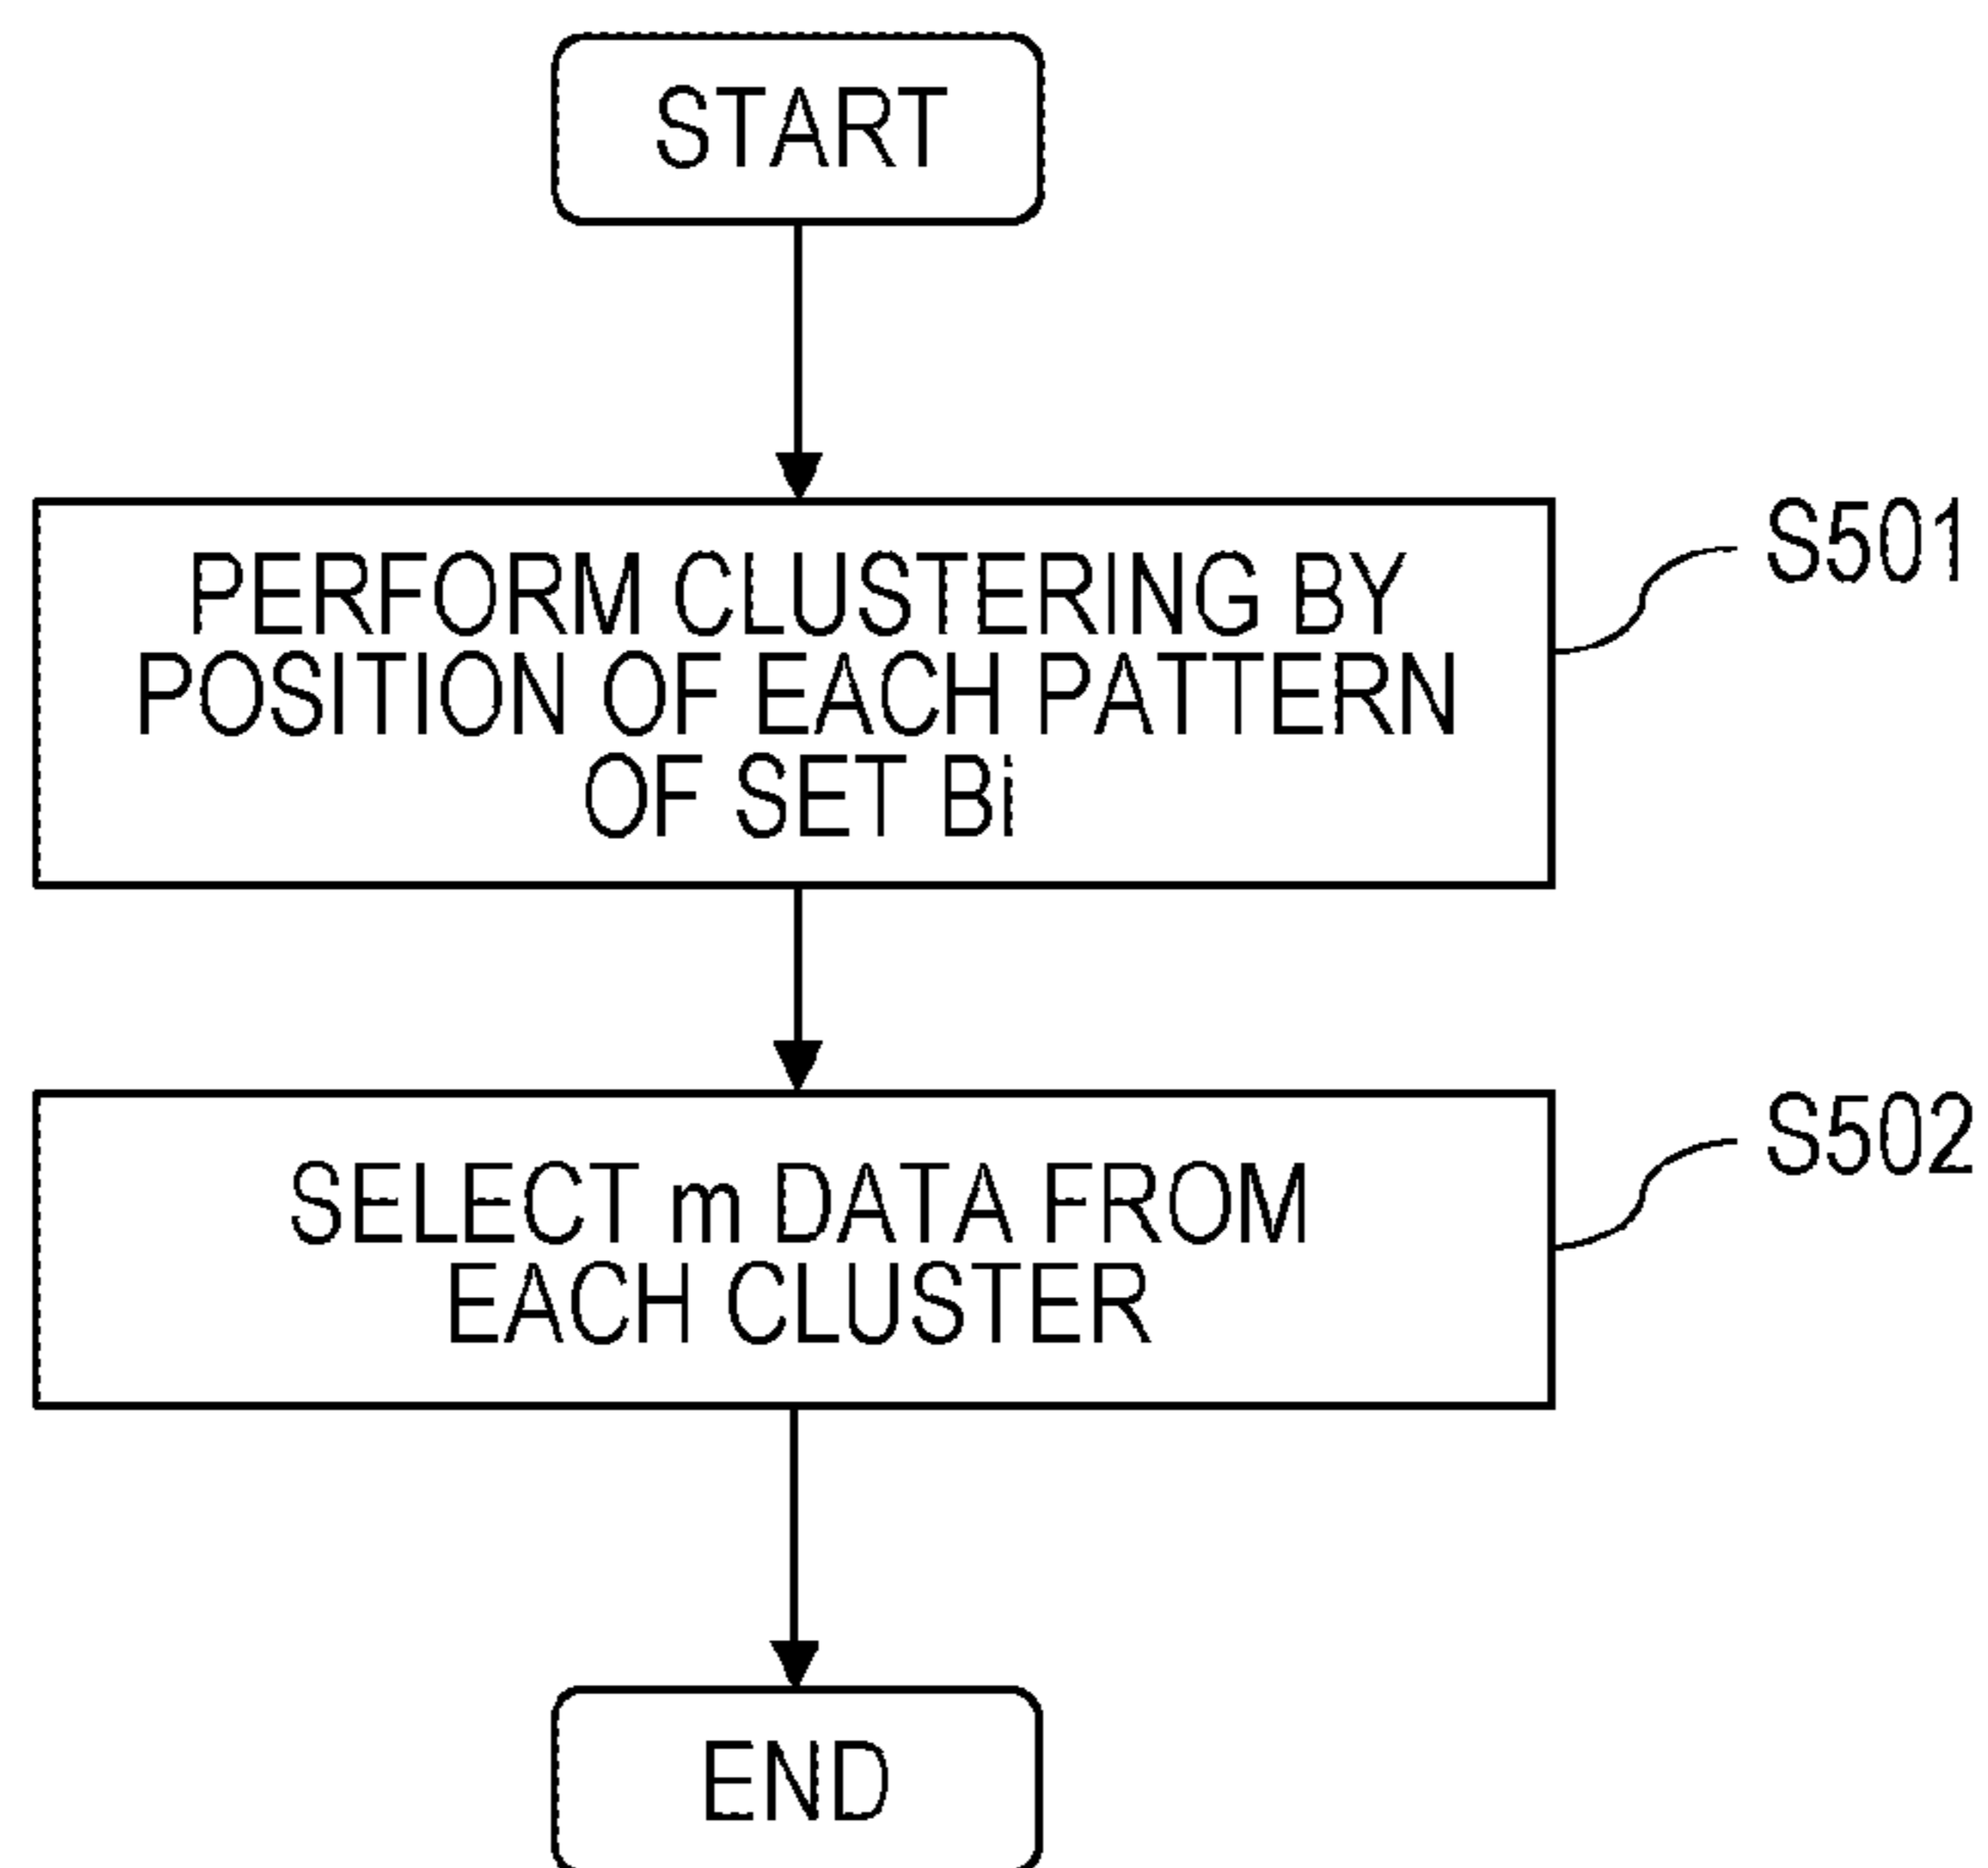 START
PERFORM CLUSTERING BY
POSITION OF EACH PATTERN
OF SET Bi
S501
SELECT m DATA FROM
EACH CLUSTER
S502
END